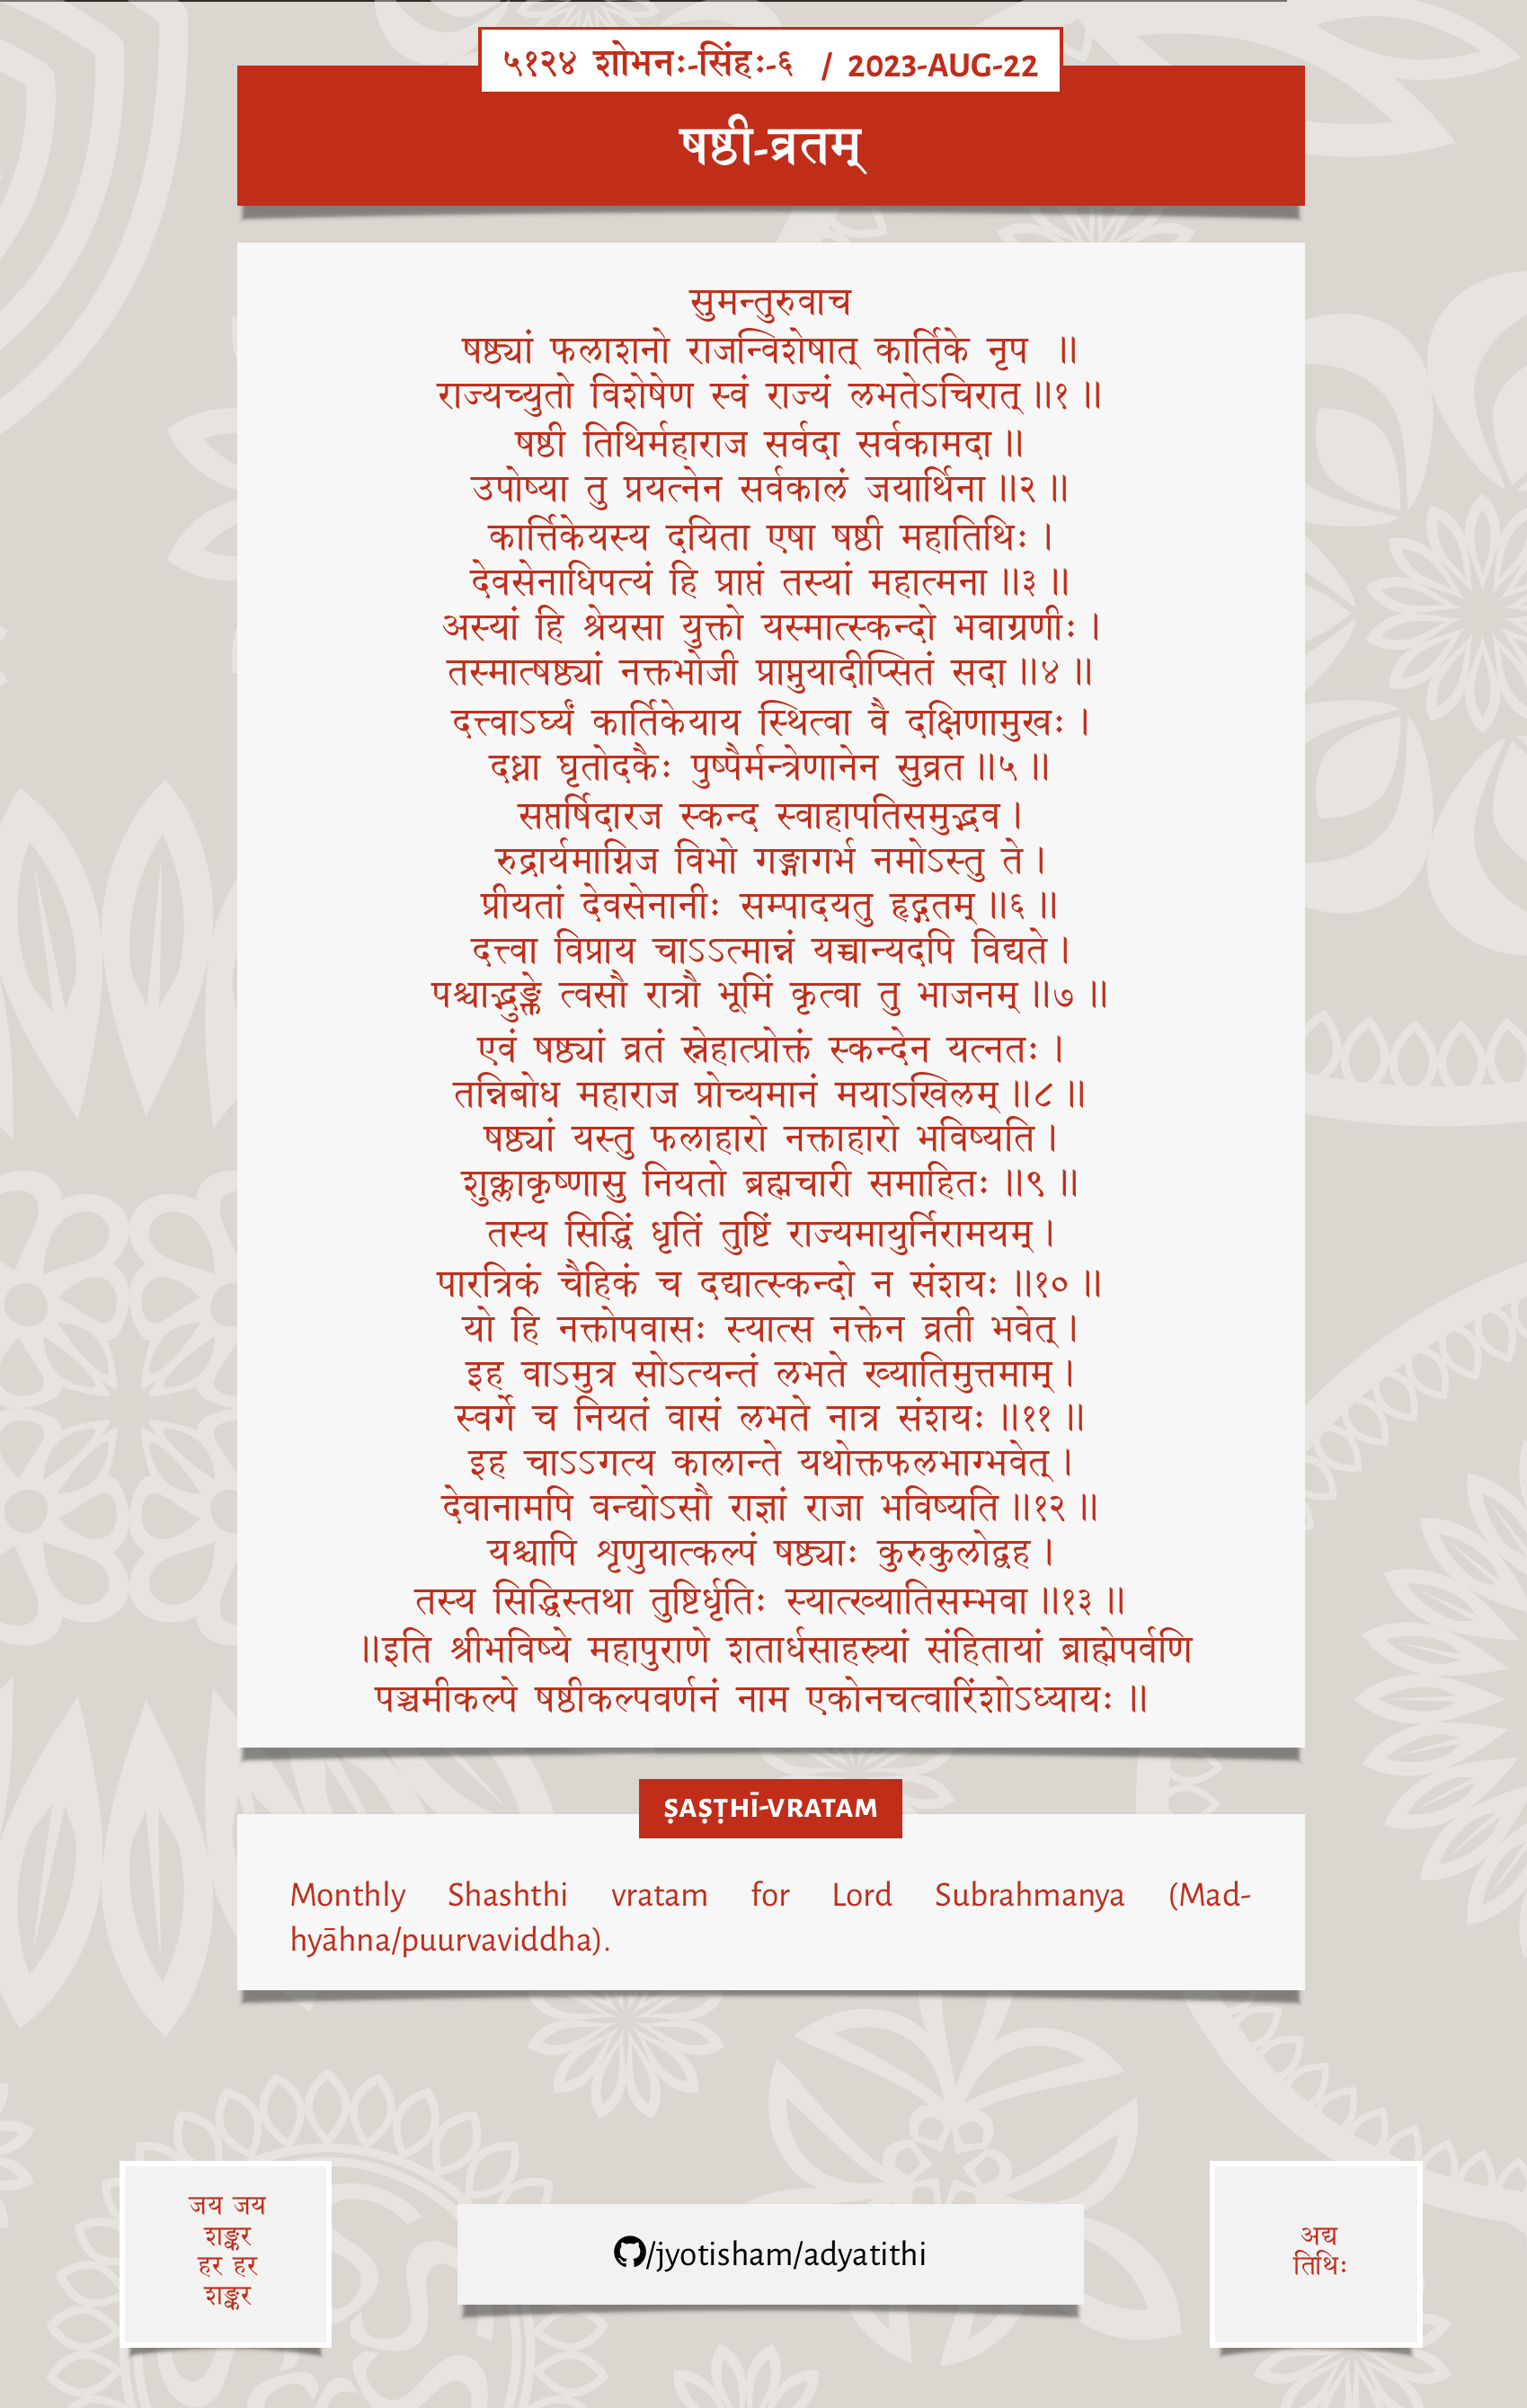 ५१२४ शोभनः-सिंहः-६ / 2023-AUG-22
षष्ठी-व्रतम्
सुमन्तुरुवाच
षष्ठ्यां फलाशनो राजन्विशेषात् कार्तिके नृप ॥
राज्यच्युतो विशेषेण स्वं राज्यं लभतेऽचिरात् ॥१॥
षष्ठी तिथिर्महाराज सर्वदा सर्वकामदा ॥
उपोष्या तु प्रयत्नेन सर्वकालं जयार्थिना ॥२॥
कार्त्तिकेयस्य दयिता एषा षष्ठी महातिथिः ।
देवसेनाधिपत्यं हि प्राप्तं तस्यां महात्मना ॥३॥
अस्यां हि श्रेयसा युक्तो यस्मात्स्कन्दो भवाग्रणीः ।
तस्मात्षष्ठ्यां नक्तभोजी प्राप्नुयादीप्सितं सदा ॥४॥
दत्त्वाऽर्घ्यं कार्तिकेयाय स्थित्वा वै दक्षिणामुखः ।
दध्ना घृतोदकैः पुष्पैर्मन्त्रेणानेन सुव्रत ॥५॥
सप्तर्षिदारज स्कन्द स्वाहापतिसमुद्भव ।
रुद्रार्यमाग्निज विभो गङ्गागर्भ नमोऽस्तु ते ।
प्रीयतां देवसेनानीः सम्पादयतु हृद्गतम् ॥६॥
दत्त्वा विप्राय चाऽऽत्मान्नं यच्चान्यदपि विद्यते ।
पश्चाद्भुङ्क्ते त्वसौ रात्रौ भूमिं कृत्वा तु भाजनम् ॥७॥
एवं षष्ठ्यां व्रतं स्नेहात्प्रोक्तं स्कन्देन यत्नतः ।
तन्निबोध महाराज प्रोच्यमानं मयाऽखिलम् ॥८॥
षष्ठ्यां यस्तु फलाहारो नक्ताहारो भविष्यति ।
शुक्लाकृष्णासु नियतो ब्रह्मचारी समाहितः ॥९॥
तस्य सिद्धिं धृतिं तुष्टिं राज्यमायुर्निरामयम् ।
पारत्रिकं चैहिकं च दद्यात्स्कन्दो न संशयः ॥१०॥
यो हि नक्तोपवासः स्यात्स नक्तेन व्रती भवेत् ।
इह वाऽमुत्र सोऽत्यन्तं लभते ख्यातिमुत्तमाम् ।
स्वर्गे च नियतं वासं लभते नात्र संशयः ॥११॥
इह चाऽऽगत्य कालान्ते यथोक्तफलभाग्भवेत् ।
देवानामपि वन्द्योऽसौ राज्ञां राजा भविष्यति ॥१२॥
यश्चापि शृणुयात्कल्पं षष्ठ्याः कुरुकुलोद्वह ।
तस्य सिद्धिस्तथा तुष्टिर्धृतिः स्यात्ख्यातिसम्भवा ॥१३॥
॥इति श्रीभविष्ये महापुराणे शतार्धसाहस्र्यां संहितायां ब्राह्मेपर्वणि
पञ्चमीकल्पे षष्ठीकल्पवर्णनं नाम एकोनचत्वारिंशोऽध्यायः ॥
ṢAṢṬHĪ-VRATAM
Monthly Shashthi vratam for Lord Subrahmanya (Mad-
hyāhna/puurvaviddha).
जय जय
शङ्कर
हर हर
शङ्कर
/jyotisham/adyatithi
अद्य
तिथिः